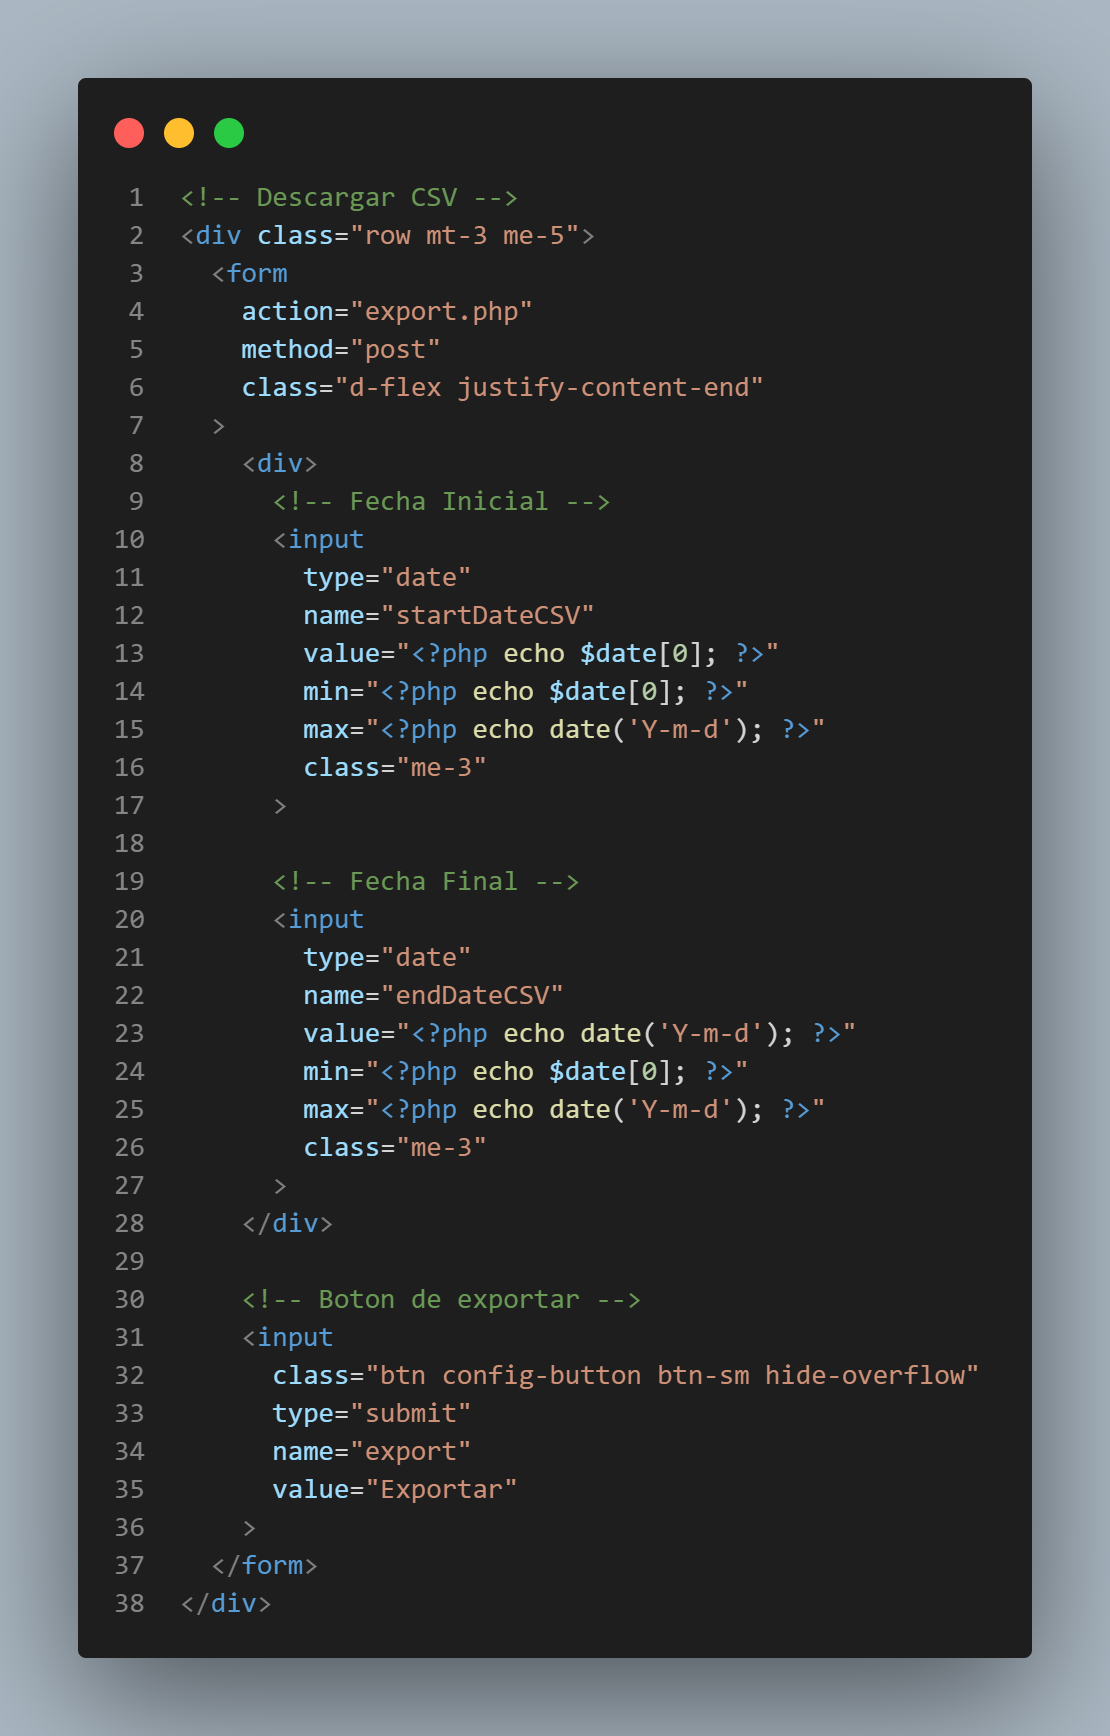 1 <!-- Descargar CSV -->
2 <div class="row mt-3 me-5">
3   <form
4     action="export.php"
5     method="post"
6     class="d-flex justify-content-end"
7   >
8     <div>
9       <!-- Fecha Inicial -->
10       <input
11         type="date"
12         name="startDateCSV"
13         value="<?php echo $date[0]; ?>"
14         min="<?php echo $date[0]; ?>"
15         max="<?php echo date('Y-m-d'); ?>"
16         class="me-3"
17       >
18
19       <!-- Fecha Final -->
20       <input
21         type="date"
22         name="endDateCSV"
23         value="<?php echo date('Y-m-d'); ?>"
24         min="<?php echo $date[0]; ?>"
25         max="<?php echo date('Y-m-d'); ?>"
26         class="me-3"
27       >
28     </div>
29
30     <!-- Boton de exportar -->
31     <input
32       class="btn config-button btn-sm hide-overflow"
33       type="submit"
34       name="export"
35       value="Exportar"
36     >
37   </form>
38 </div>